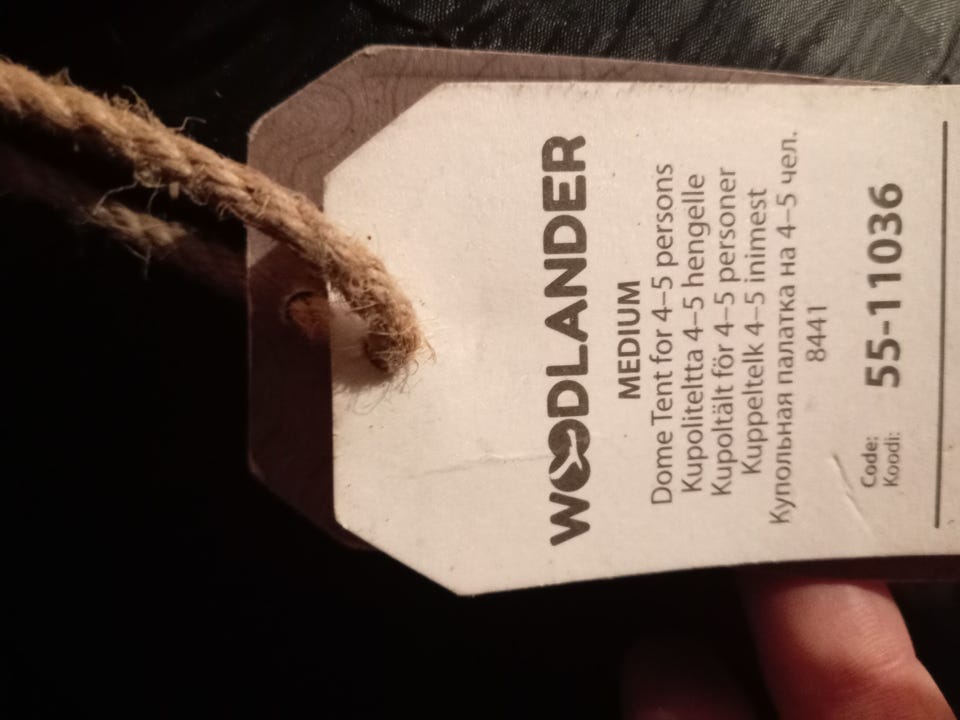 WOODLANDER
MEDIUM
Dome Tent for 4–5 persons
Kupoliteltta 4–5 hengelle
Kupoltält för 4–5 personer
Kuppeltelk 4–5 inimest
Купольная палатка на 4–5 чел.
8441
Code:
Koodi:
55-11036